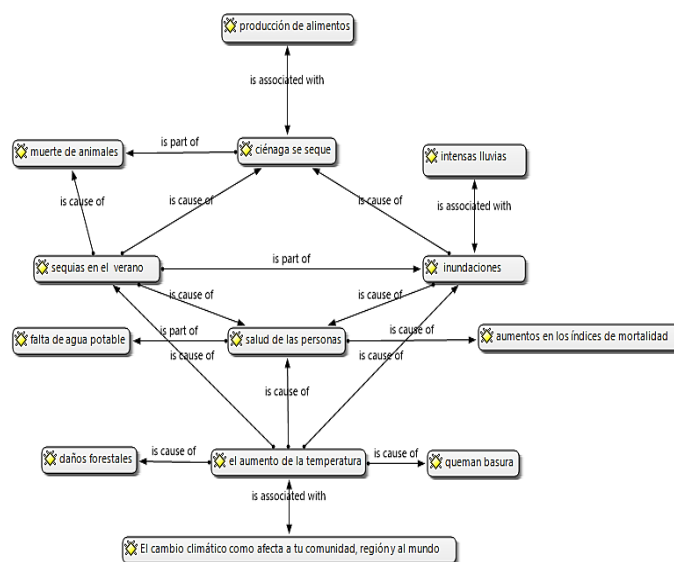 producción de alimentos
is associated with
muerte de animales
is part of
ciénaga se seque
intensas lluvias
is cause of
is cause of
is cause of
is associated with
sequias en el verano
is part of
inundaciones
is cause of
is cause of
falta de agua potable
is part of
salud de las personas
is cause of
aumentos en los índices de mortalidad
is cause of
is cause of
is cause of
daños forestales
is cause of
el aumento de la temperatura
is cause of
queman basura
is associated with
El cambio climático como afecta a tu comunidad, región y al mundo